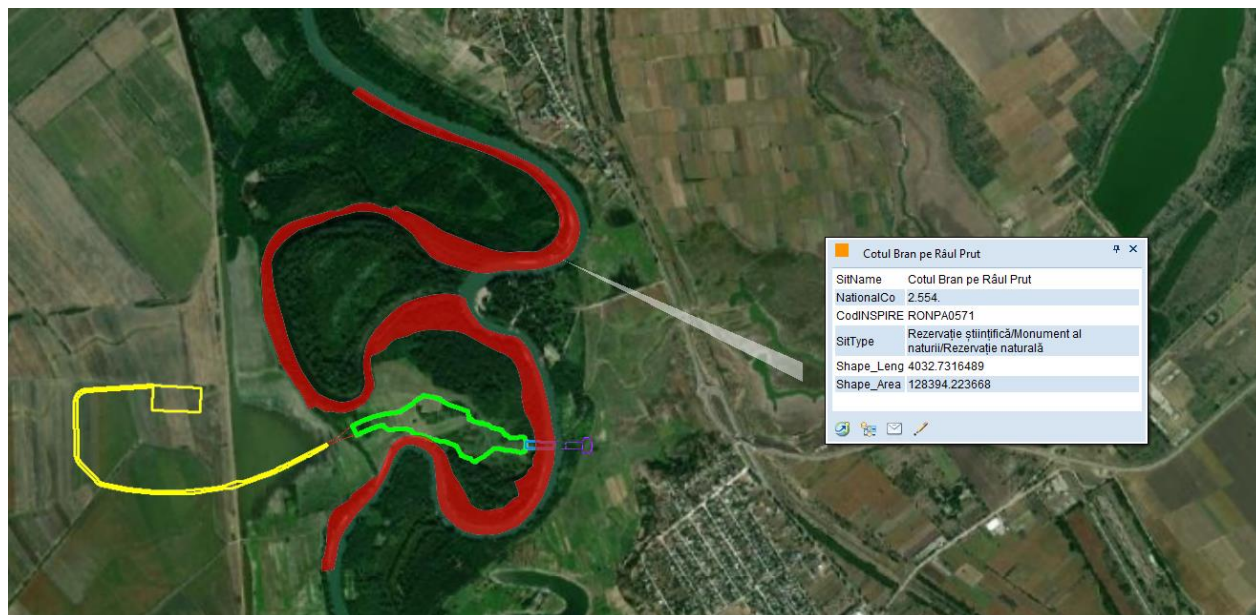 Cotul Bran pe Râul Prut
SitName Cotul Bran pe Râul Prut
NationalCo 2.554.
CodINSPIRE RONPA0571
SitType Rezervație științifică/Monument al
naturii/Rezervație naturală
Shape_Leng 4032.7316489
Shape_Area 128394.223668